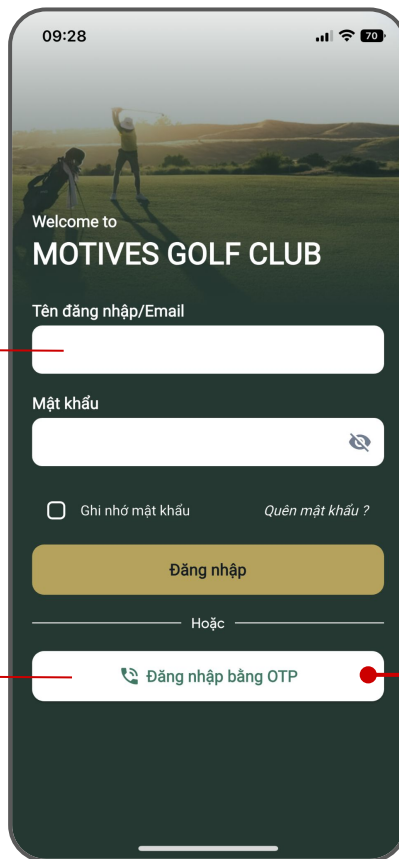 09:28
70
Welcome to
MOTIVES GOLF CLUB
Tên đăng nhập/Email
Mật khẩu
Ghi nhớ mật khẩu
Quên mật khẩu ?
Đăng nhập
Hoặc
Đăng nhập bằng OTP